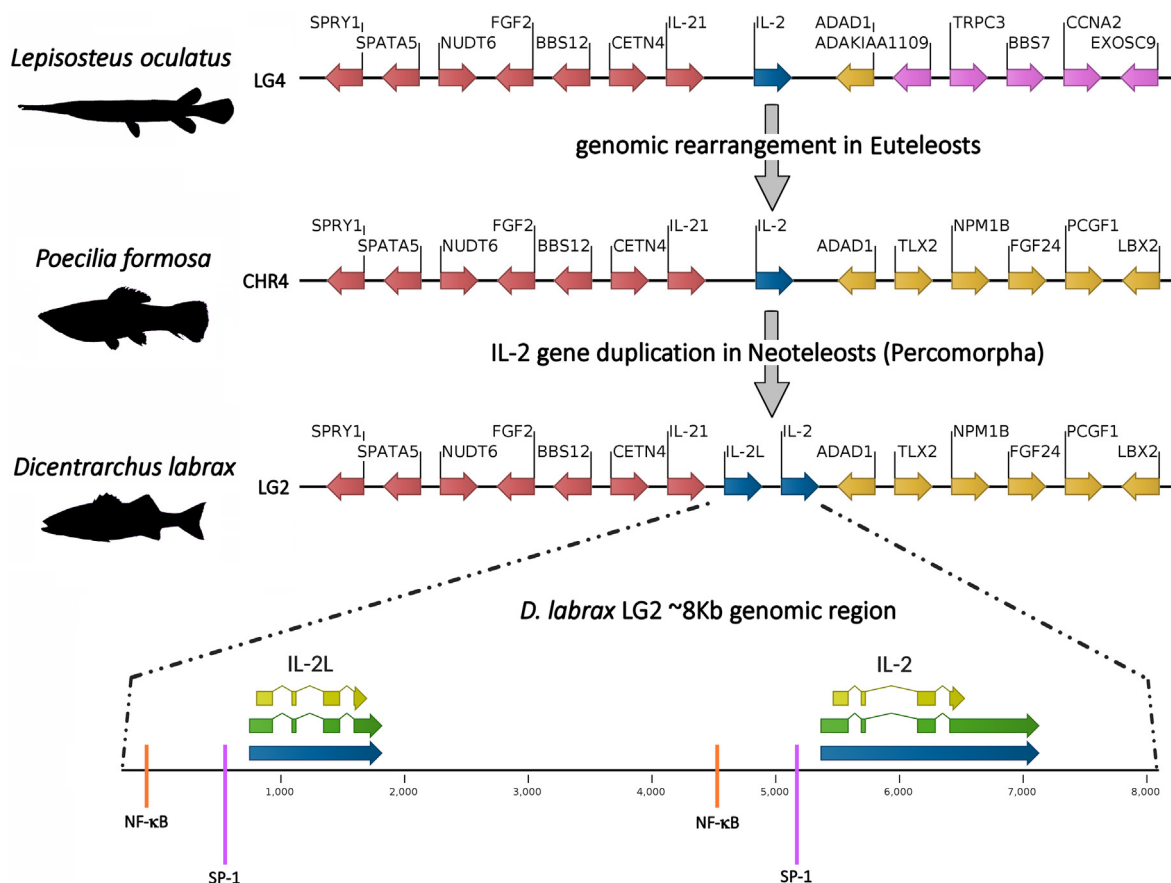 SPRY1 FGF2 IL-21 IL-2 ADAD1 TRPC3 CCNA2
Lepisosteus oculatus SPATA5 NUDT6 BBS12 CETN4 ADAKIAA1109 BBS7 EXOSC9
LG4
genomic rearrangement in Euteleosts
SPRY1 FGF2 IL-21 IL-2 NPM1B PCGF1
Poecilia formosa SPATA5 NUDT6 BBS12 CETN4 ADAD1 TLX2 FGF24 LBX2
CHR4
IL-2 gene duplication in Neoteleosts (Percomorpha)
SPRY1 FGF2 IL-21 IL-2 NPM1B PCGF1
Dicentrarchus labrax SPATA5 NUDT6 BBS12 CETN4 IL-2L ADAD1 TLX2 FGF24 LBX2
LG2
D. labrax LG2 ~8Kb genomic region
IL-2L IL-2
1,000 2,000 3,000 4,000 5,000 6,000 7,000 8,000
NF-κB NF-κB
SP-1 SP-1